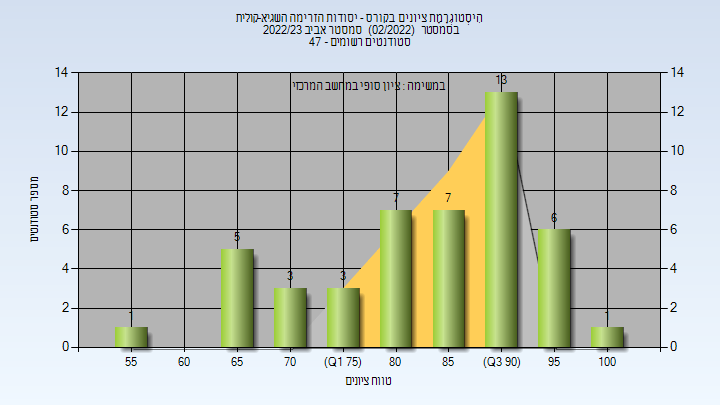 היסטוגרמת ציונים בקורס - יסודות הזרימה השגיא-קולית
בסמסטר (02/2022) סמסטר אביב 2022/23
סטודנטים רשומים - 47
במשימה : ציון סופי במחשב המרכזי
מספר סטודנטים
14 12 10 8 6 4 2 0
14 12 10 8 6 4 2 0
1 5 3 3 7 7 13 6 1
55 60 65 70 (Q1 75) 80 85 (Q3 90) 95 100
טווח ציונים